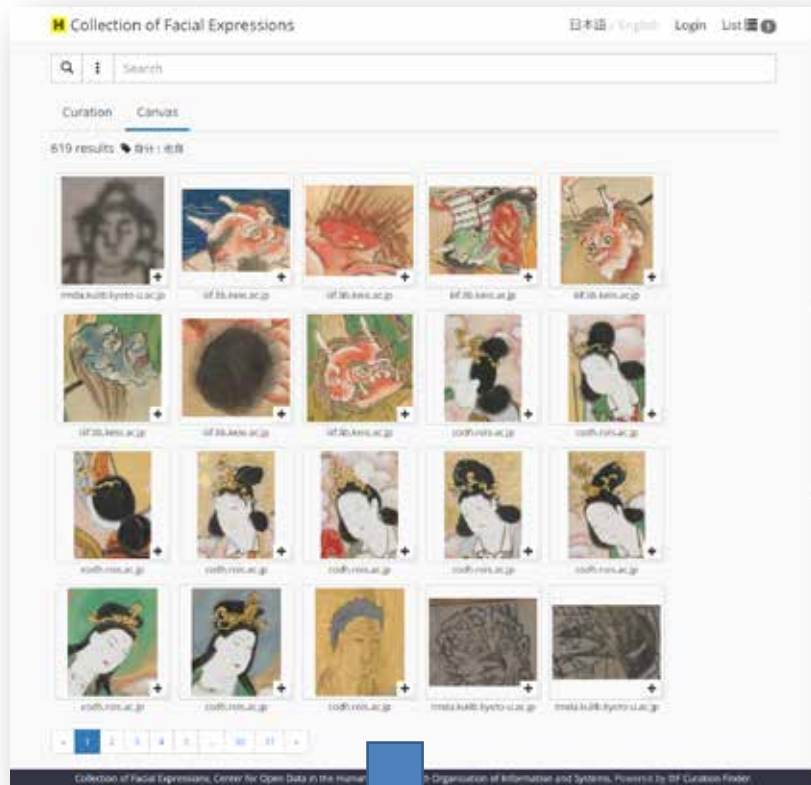 H Collection of Facial Expressions
日本語 / English Login List
Search
Curation Canvas
619 results
rmda.kulib.kyoto-u.ac.jp iiif.lib.keio.ac.jp iiif.lib.keio.ac.jp iiif.lib.keio.ac.jp iiif.lib.keio.ac.jp
iiif.lib.keio.ac.jp iiif.lib.keio.ac.jp iiif.lib.keio.ac.jp codh.rois.ac.jp codh.rois.ac.jp
codh.rois.ac.jp codh.rois.ac.jp codh.rois.ac.jp codh.rois.ac.jp codh.rois.ac.jp
codh.rois.ac.jp codh.rois.ac.jp codh.rois.ac.jp rmda.kulib.kyoto-u.ac.jp rmda.kulib.kyoto-u.ac.jp
« 1 2 3 4 5 ... 30 31 »
Collection of Facial Expressions, Center for Open Data in the Organisation of Information and Systems. Powered by IIIF Curation Finder